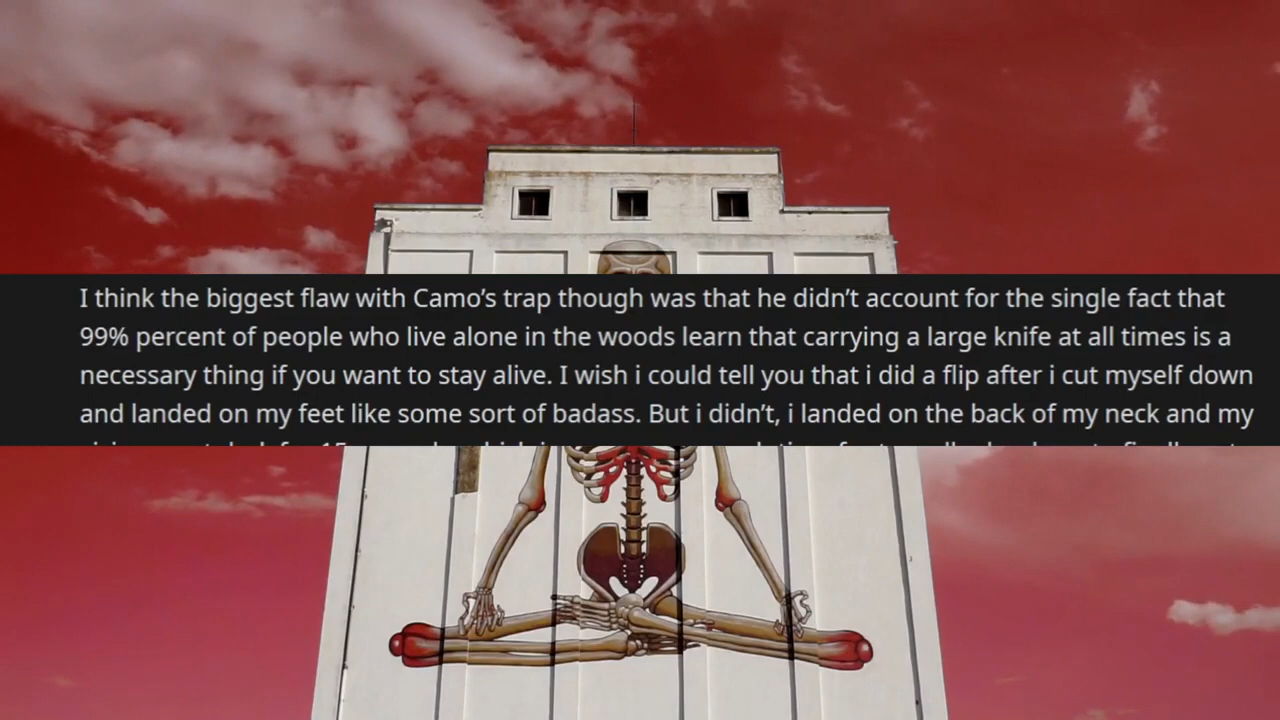 I think the biggest flaw with Camo’s trap though was that he didn’t account for the single fact that
99% percent of people who live alone in the woods learn that carrying a large knife at all times is a
necessary thing if you want to stay alive. I wish i could tell you that i did a flip after i cut myself down
and landed on my feet like some sort of badass. But i didn’t, i landed on the back of my neck and my